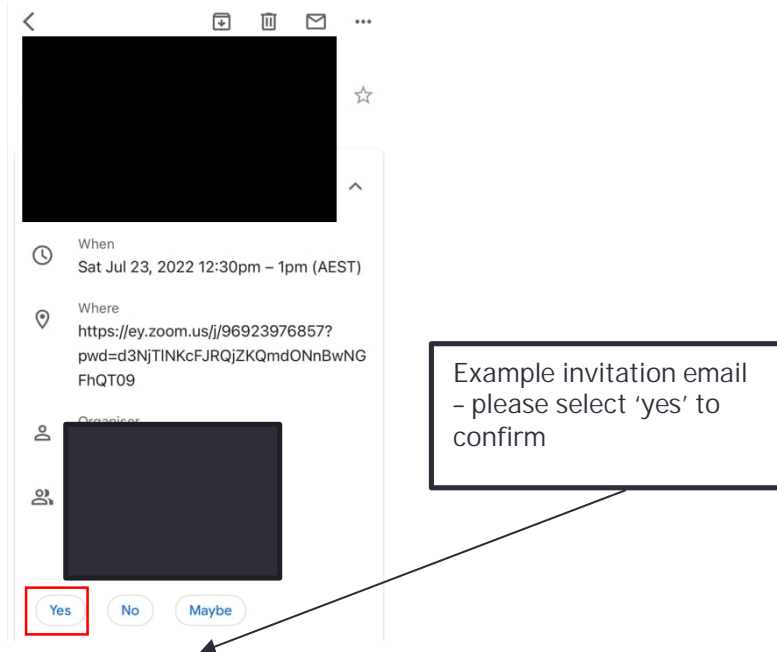 When
Sat Jul 23, 2022 12:30pm – 1pm (AEST)
Where
https://ey.zoom.us/j/96923976857?
pwd=d3NjTlNKcFJRQjZKQmdONnBwNG
FhQT09
Organiser
Yes
No
Maybe
Example invitation email
– please select ‘yes’ to
confirm